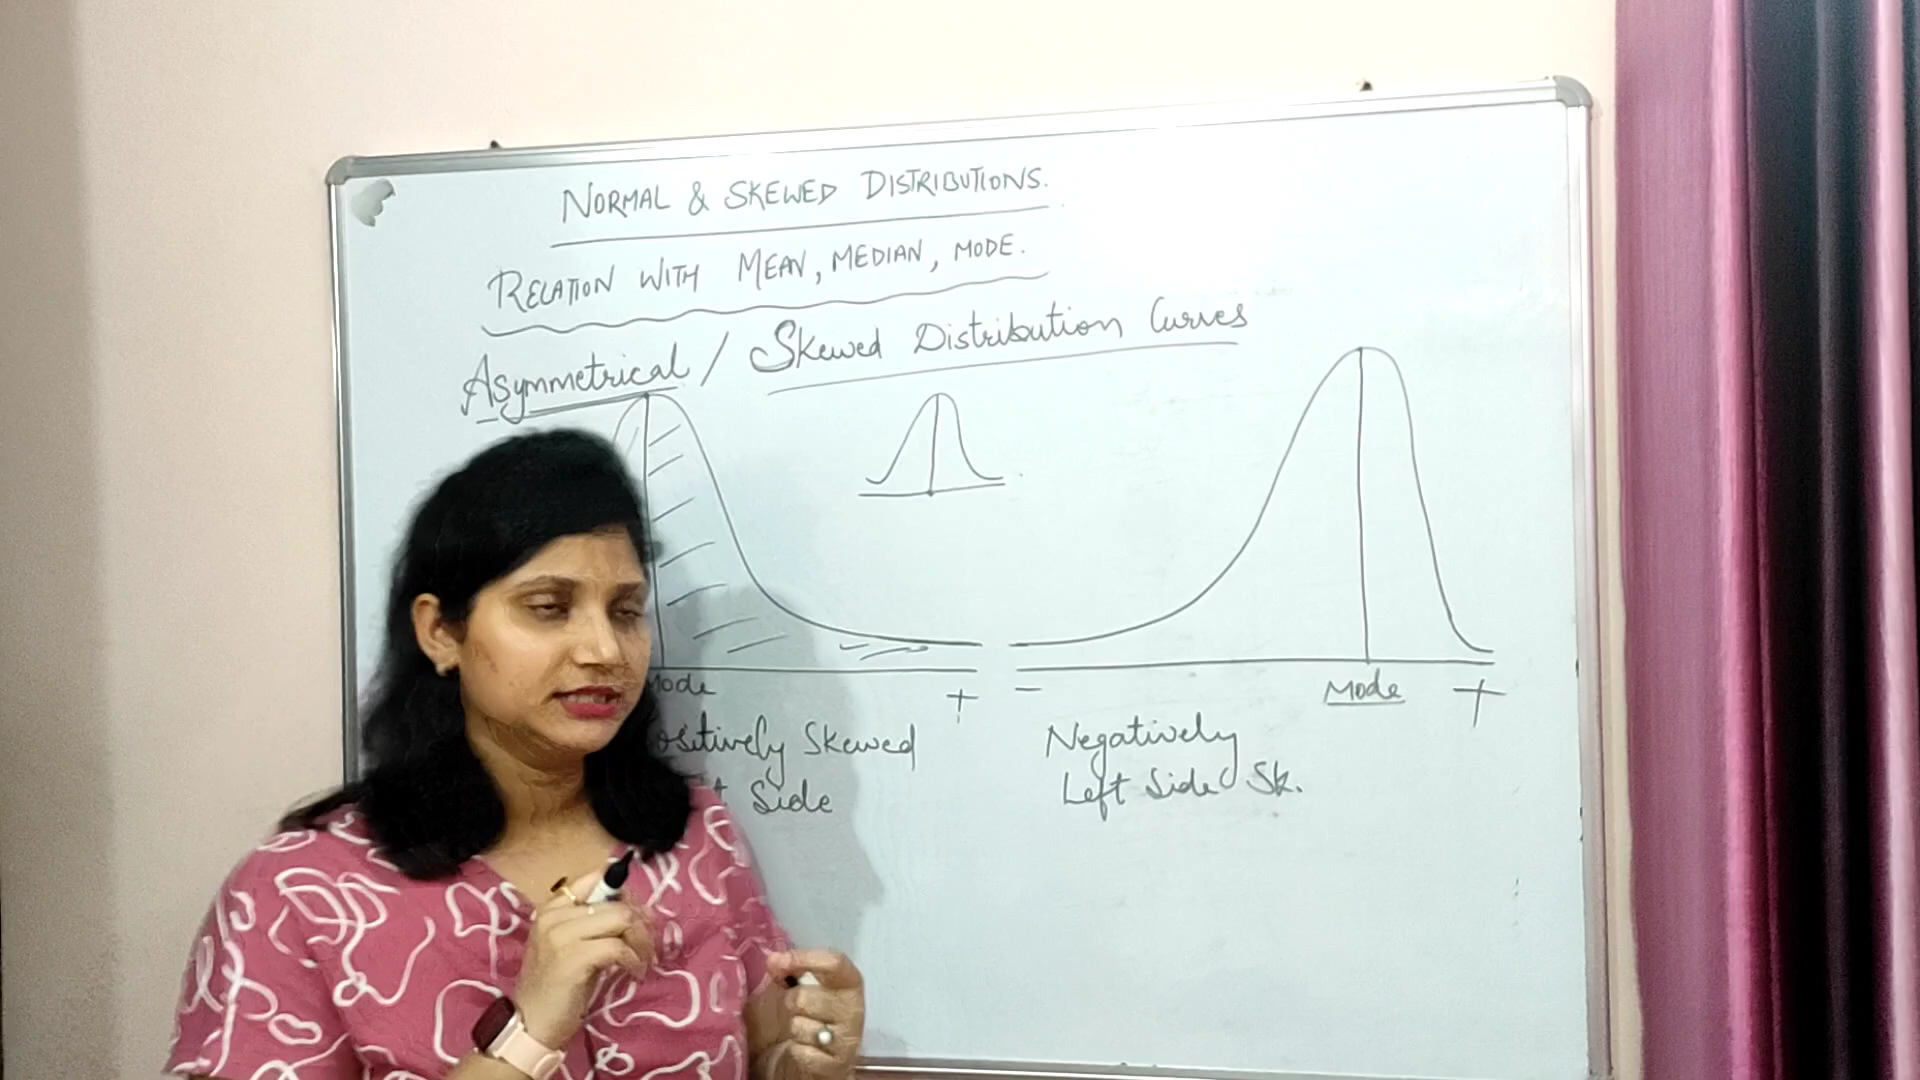 NORMAL & SKEWED DISTRIBUTIONS.
RELATION WITH MEAN, MEDIAN, MODE.
Asymmetrical / Skewed Distribution Curves
Mode
+
ositively Skewed
Side
-
Mode
+
Negatively
Left Side Sk.